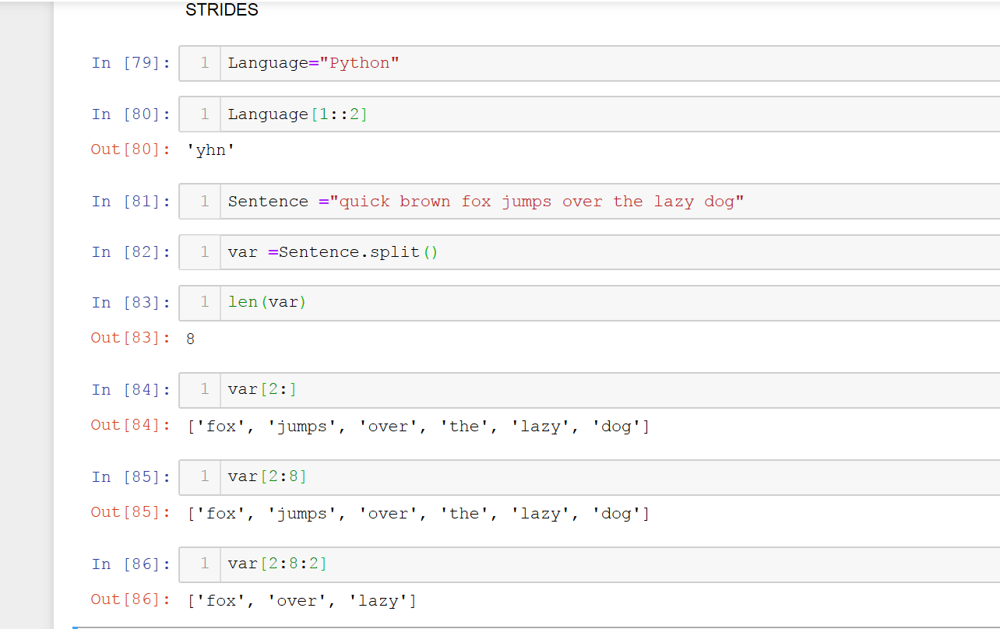 STRIDES
In [79]: 1 Language="Python"
In [80]: 1 Language[1::2]
Out[80]: 'yhn'
In [81]: 1 Sentence ="quick brown fox jumps over the lazy dog"
In [82]: 1 var =Sentence.split()
In [83]: 1 len(var)
Out[83]: 8
In [84]: 1 var[2:]
Out[84]: ['fox', 'jumps', 'over', 'the', 'lazy', 'dog']
In [85]: 1 var[2:8]
Out[85]: ['fox', 'jumps', 'over', 'the', 'lazy', 'dog']
In [86]: 1 var[2:8:2]
Out[86]: ['fox', 'over', 'lazy']